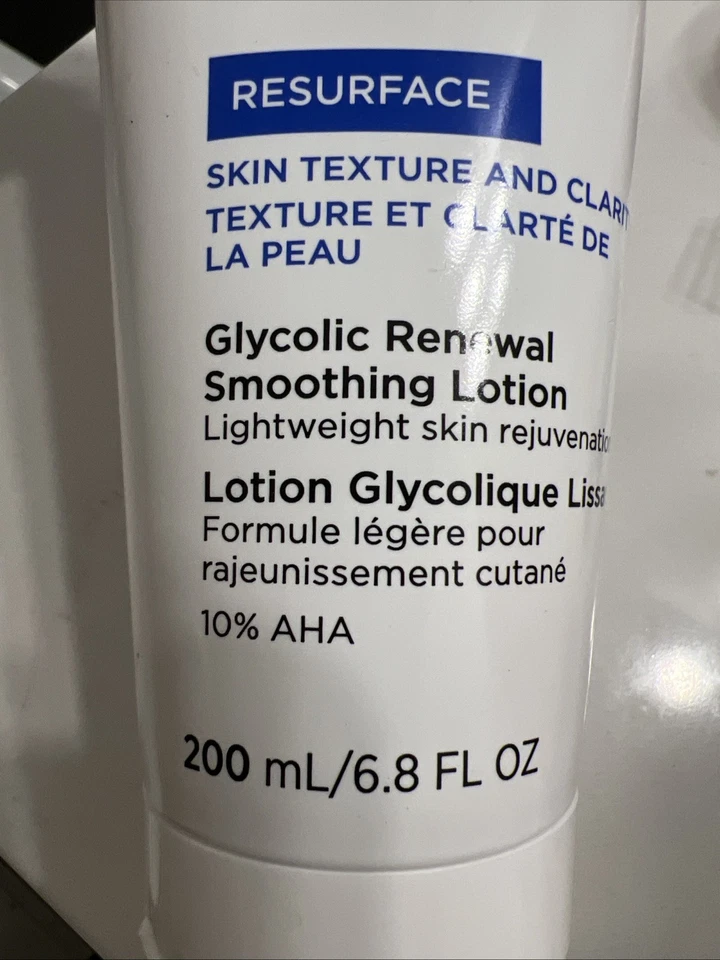 RESURFACE
SKIN TEXTURE AND
TEXTURE ET CLARTÉ DE
LA PEAU
Glycolic Renewal
Smoothing Lotion
Lightweight skin
Lotion Glycolique
Formule légère pour
rajeunissement cutané
10% AHA
200 mL/6.8 FL OZ